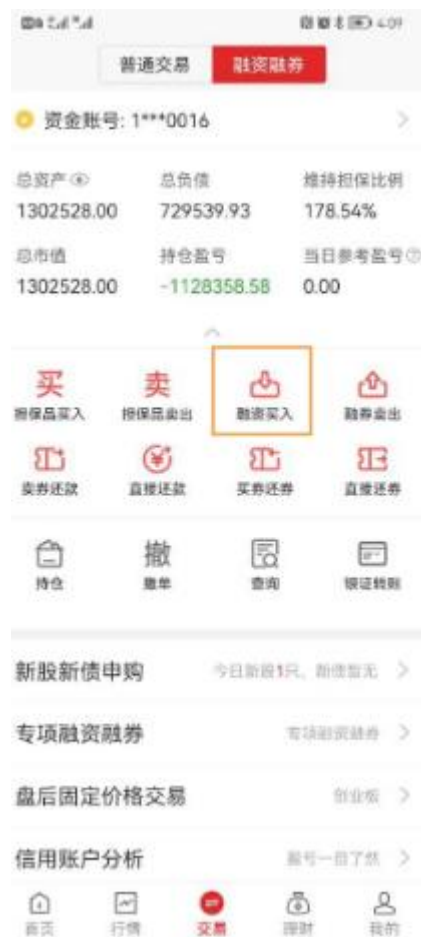 4:09
普通交易 融资融券
资金账号: 1***0016
总资产 总负债 维持担保比例
1302528.00 729539.93 178.54%
总市值 持仓盈亏 当日参考盈亏
1302528.00 -1128358.58 0.00
买 卖
担保品买入 担保品卖出 融资买入 融券卖出
卖券还款 直接还款 买券还券 直接还券
撤
持仓 撤单 查询 银证转账
新股新债申购 今日新股1只、新债暂无
专项融资融券 专项融资融券
盘后固定价格交易 创业板
信用账户分析 盈亏一目了然
首页 行情 交易 理财 我的